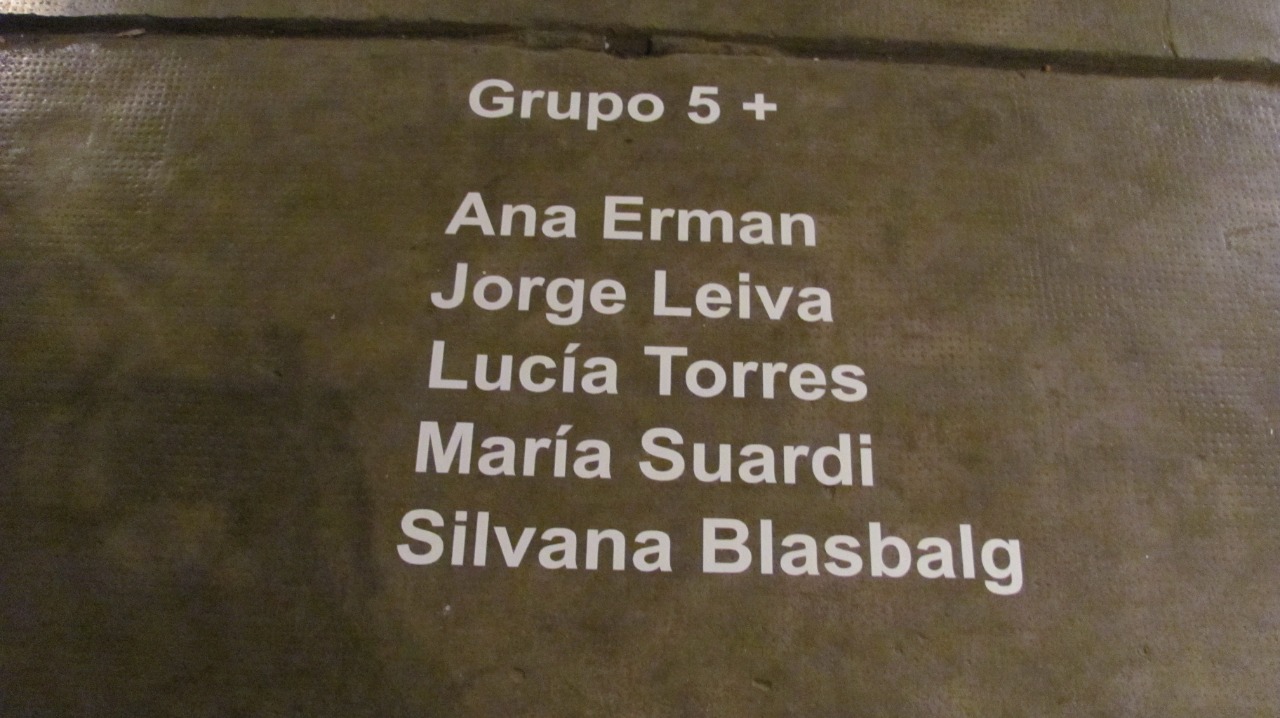 Grupo 5 +
Ana Erman
Jorge Leiva
Lucía Torres
María Suardi
Silvana Blasbalg